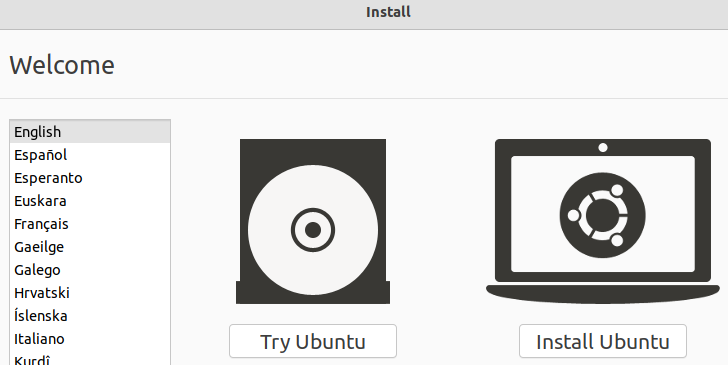 Install
Welcome
English
Español
Esperanto
Euskara
Français
Gaeilge
Galego
Hrvatski
Íslenska
Italiano
Kurdî
Try Ubuntu
Install Ubuntu